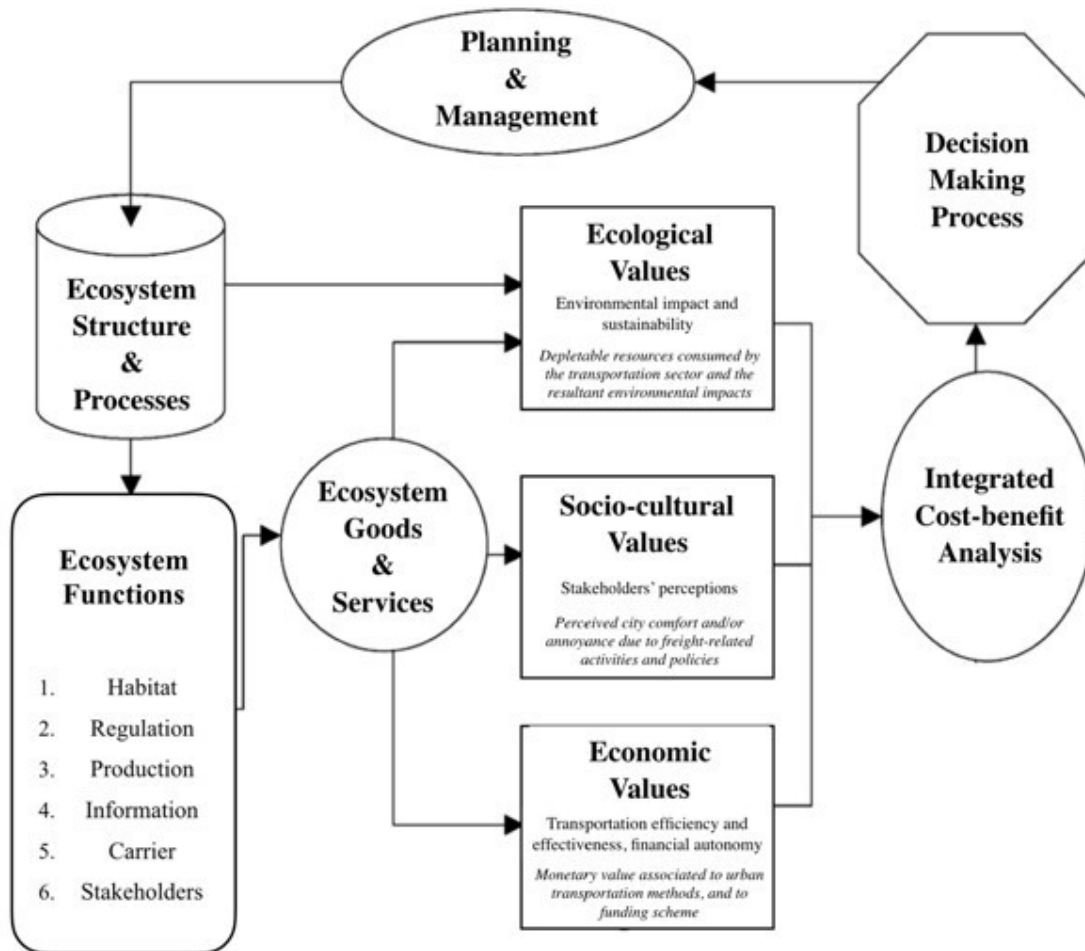 Planning
&
Management
Decision
Making
Process
Ecosystem
Structure
&
Processes
Ecological
Values
Environmental impact and
sustainability
Depletable resources consumed by
the transportation sector and the
resultant environmental impacts
Ecosystem
Functions
1. Habitat
2. Regulation
3. Production
4. Information
5. Carrier
6. Stakeholders
Ecosystem
Goods
&
Services
Socio-cultural
Values
Stakeholders' perceptions
Perceived city comfort and/or
annoyance due to freight-related
activities and policies
Economic
Values
Transportation efficiency and
effectiveness, financial autonomy
Monetary value associated to urban
transportation methods, and to
funding scheme
Integrated
Cost-benefit
Analysis